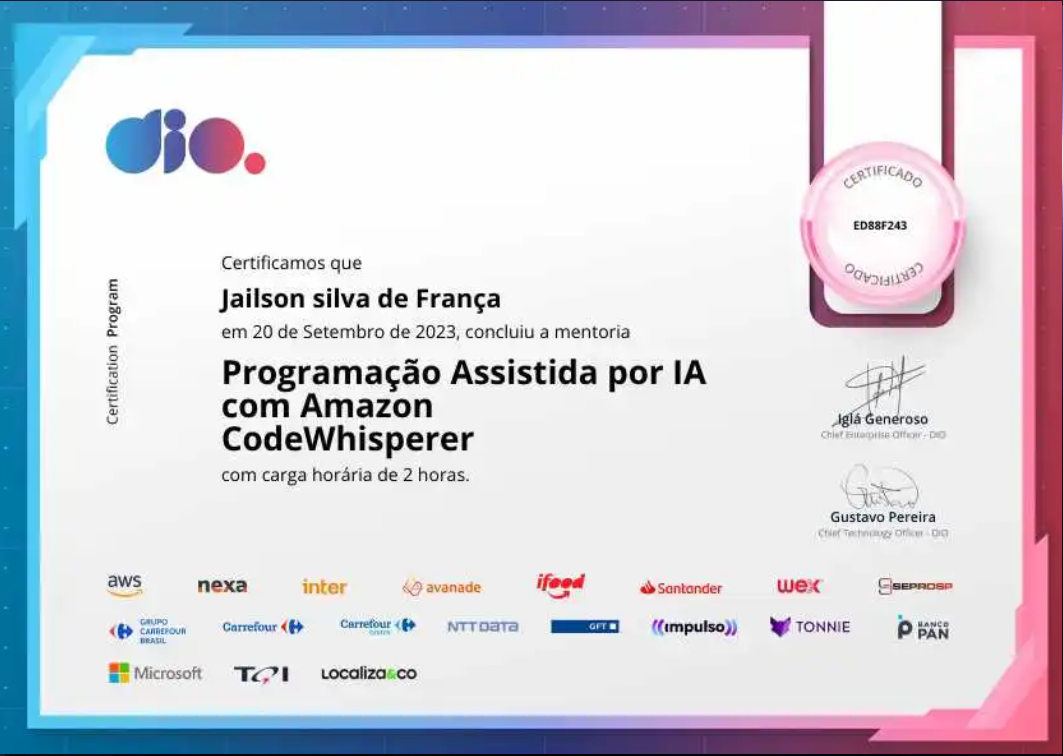 dio.
CERTIFICADO
ED88F243
CERTIFICADO
Certification Program
Certificamos que
Jailson silva de França
em 20 de Setembro de 2023, concluiu a mentoria
Programação Assistida por IA
com Amazon
CodeWhisperer
com carga horária de 2 horas.
Iglá Generoso
Chief Enterprise Officer - DIO
Gustavo Pereira
Chief Technology Officer - DIO
aws nexa inter avanade ifood Santander wex SEPROSP
GRUPO
CARREFOUR
BRASIL
Carrefour Carrefour NTT DATA GFT ((impulso)) TONNIE BANCO
PAN
Microsoft TQI Localiza&co